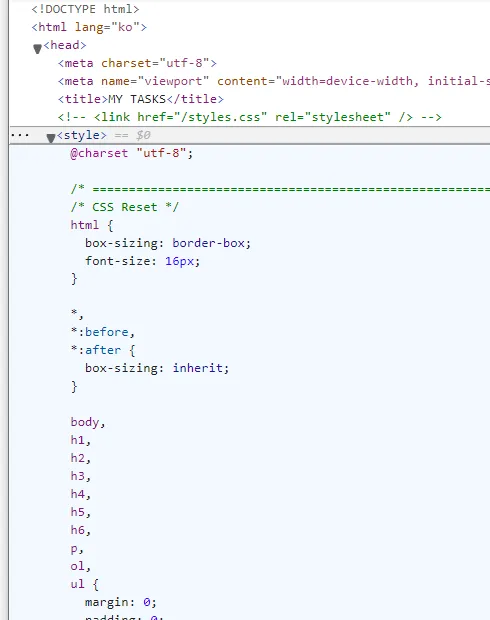 <!DOCTYPE html>
<html lang="ko">
<head>
<meta charset="utf-8">
<meta name="viewport" content="width=device-width, initial-s
<title>MY TASKS</title>
<!-- <link href="/styles.css" rel="stylesheet" /> -->
... <style> == $0
@charset "utf-8";
/* =======================================================
/* CSS Reset */
html {
box-sizing: border-box;
font-size: 16px;
}
*,
*:before,
*:after {
box-sizing: inherit;
}
body,
h1,
h2,
h3,
h4,
h5,
h6,
p,
ol,
ul {
margin: 0;
padding: 0;